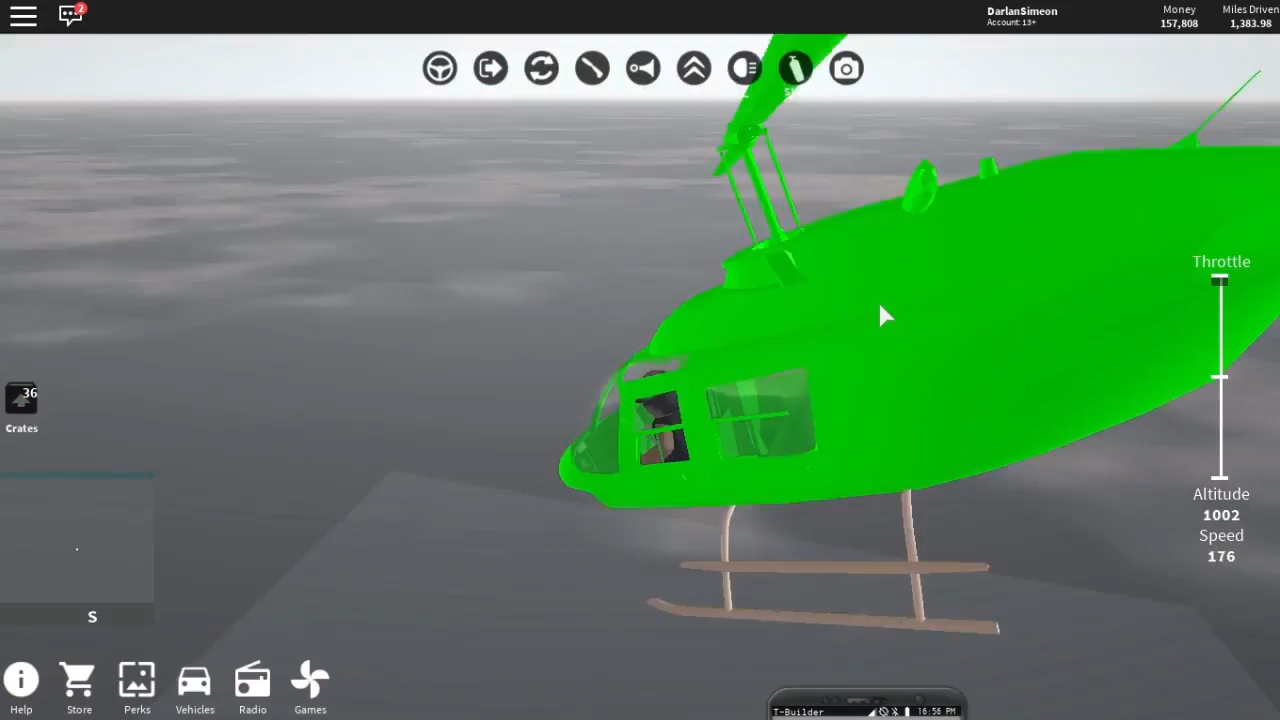 2
DarlanSimeon
Account: 13+
Money
157,808
Miles Driven
1,383.98
Throttle
36
Crates
Altitude
1002
Speed
176
S
Help
Store
Perks
Vehicles
Radio
Games
T-Builder
16:56 PM